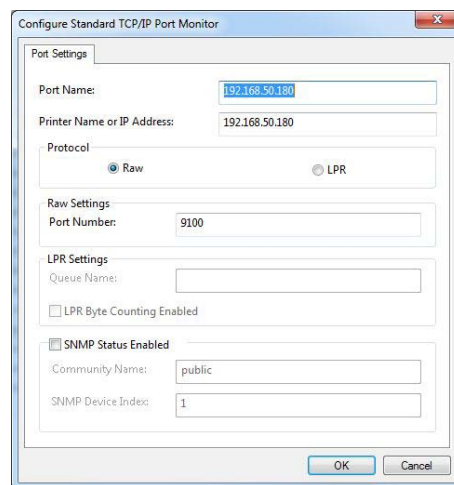 Configure Standard TCP/IP Port Monitor
Port Settings
Port Name: 192.168.50.180
Printer Name or IP Address: 192.168.50.180
Protocol
Raw LPR
Raw Settings
Port Number: 9100
LPR Settings
Queue Name:
LPR Byte Counting Enabled
SNMP Status Enabled
Community Name: public
SNMP Device Index: 1
OK Cancel